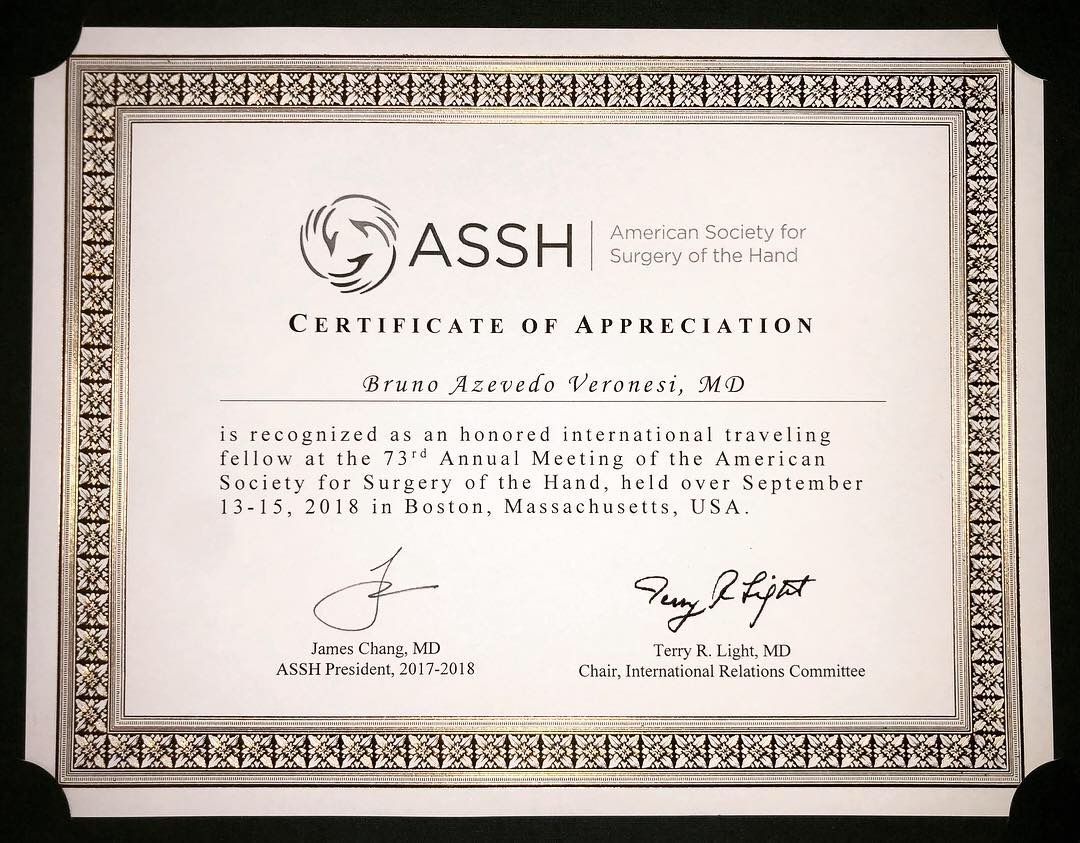 ASSH
American Society for
Surgery of the Hand
CERTIFICATE OF APPRECIATION
Bruno Azevedo Veronesi, MD
is recognized as an honored international traveling
fellow at the 73rd Annual Meeting of the American
Society for Surgery of the Hand, held over September
13-15, 2018 in Boston, Massachusetts, USA.
Terry R Light
James Chang, MD
ASSH President, 2017-2018
Terry R. Light, MD
Chair, International Relations Committee